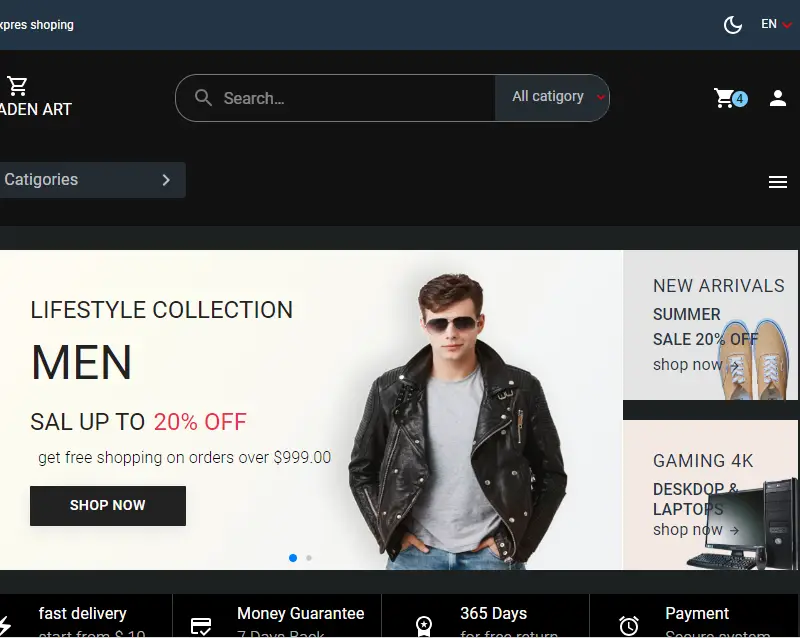 xpres shoping
EN
ADEN ART
Search...
All catigory
4
Catigories
LIFESTYLE COLLECTION
MEN
SAL UP TO 20% OFF
get free shopping on orders over $999.00
SHOP NOW
NEW ARRIVALS
SUMMER
SALE 20% OFF
shop now →
GAMING 4K
DESKDOP &
LAPTOPS
shop now →
fast delivery
start from $ 10
Money Guarantee
7 Days Back
365 Days
for free return
Payment
Secure system